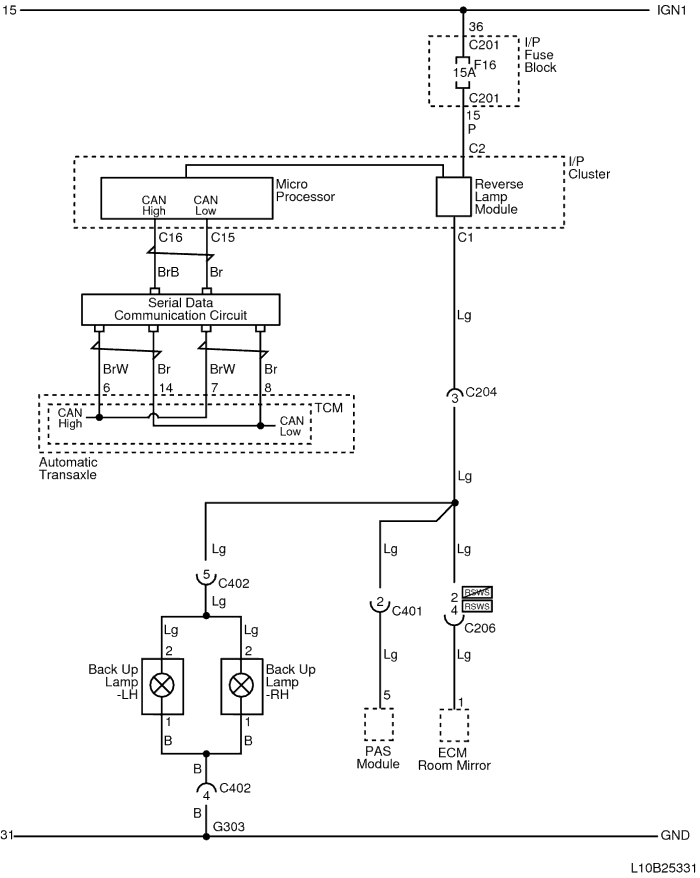 15
IGN1
36
C201
I/P
Fuse
Block
F16
15A
C201
15
P
C2
I/P
Cluster
Micro
Processor
Reverse
Lamp
Module
CAN
High
CAN
Low
C16
C15
C1
BrB
Br
Serial Data
Communication Circuit
Lg
BrW
Br
BrW
Br
6
14
7
8
3
C204
TCM
CAN
High
CAN
Low
Automatic
Transaxle
Lg
Lg
Lg
Lg
5
C402
2
C401
2
RSWS
4
RSWS
C206
Lg
Lg
Lg
Lg
Lg
2
2
Back Up
Lamp
-LH
Back Up
Lamp
-RH
1
1
5
1
B
B
PAS
Module
ECM
Room Mirror
B
C402
4
B
G303
31
GND
L10B25331